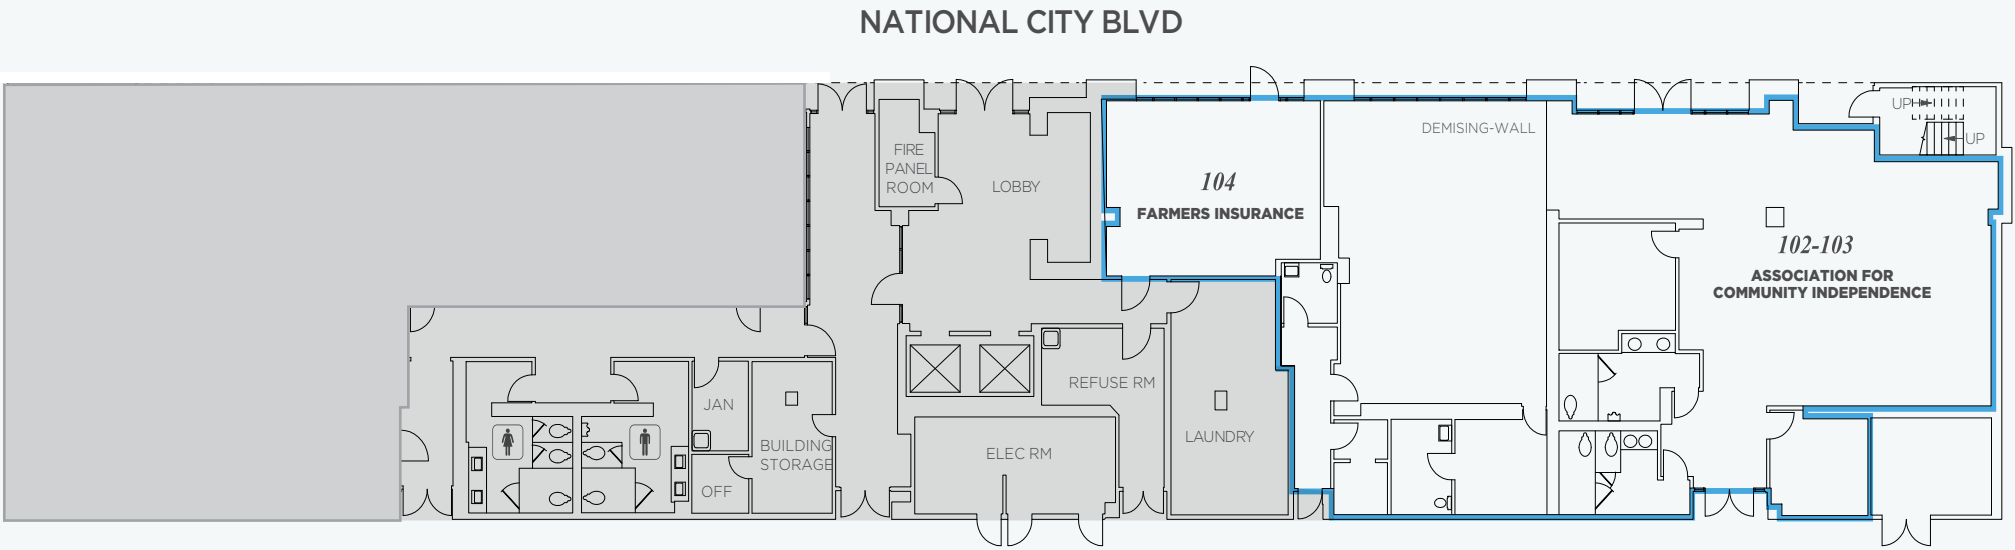 NATIONAL CITY BLVD
UP
DEMISING-WALL
UP
FIRE
PANEL
ROOM
LOBBY
104
FARMERS INSURANCE
102-103
ASSOCIATION FOR
COMMUNITY INDEPENDENCE
REFUSE RM
JAN
LAUNDRY
BUILDING
STORAGE
ELEC RM
OFF